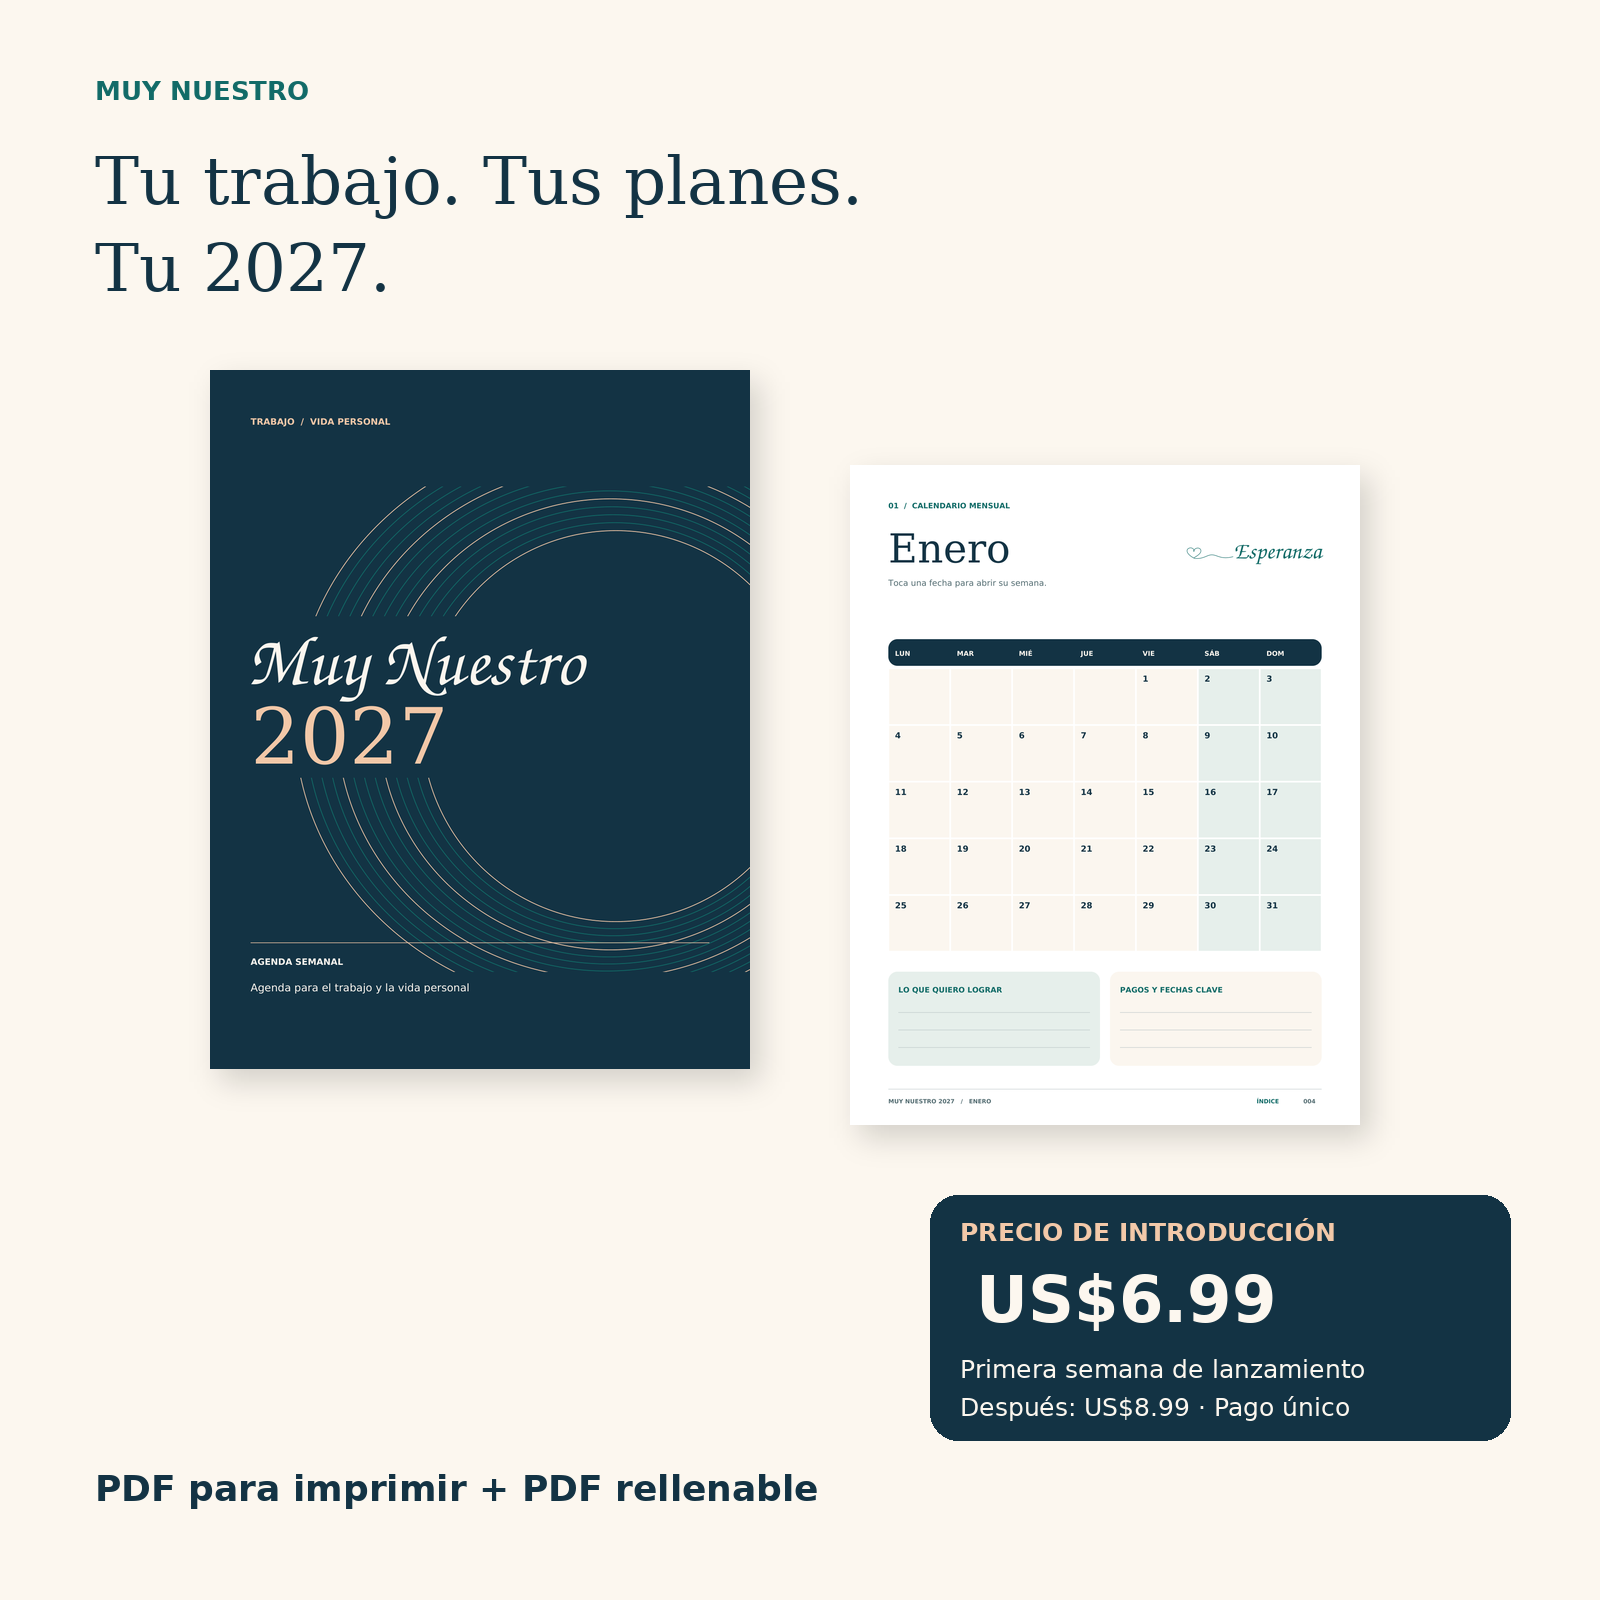 MUY NUESTRO
Tu trabajo. Tus planes.
Tu 2027.
TRABAJO / VIDA PERSONAL
Muy Nuestro
2027
AGENDA SEMANAL
Agenda para el trabajo y la vida personal
01 / CALENDARIO MENSUAL
Enero
Esperanza
Toca una fecha para abrir su semana.
LUN MAR MIÉ JUE VIE SÁB DOM
1 2 3
4 5 6 7 8 9 10
11 12 13 14 15 16 17
18 19 20 21 22 23 24
25 26 27 28 29 30 31
LO QUE QUIERO LOGRAR
PAGOS Y FECHAS CLAVE
MUY NUESTRO 2027 / ENERO
ÍNDICE 004
PRECIO DE INTRODUCCIÓN
US$6.99
Primera semana de lanzamiento
Después: US$8.99 · Pago único
PDF para imprimir + PDF rellenable